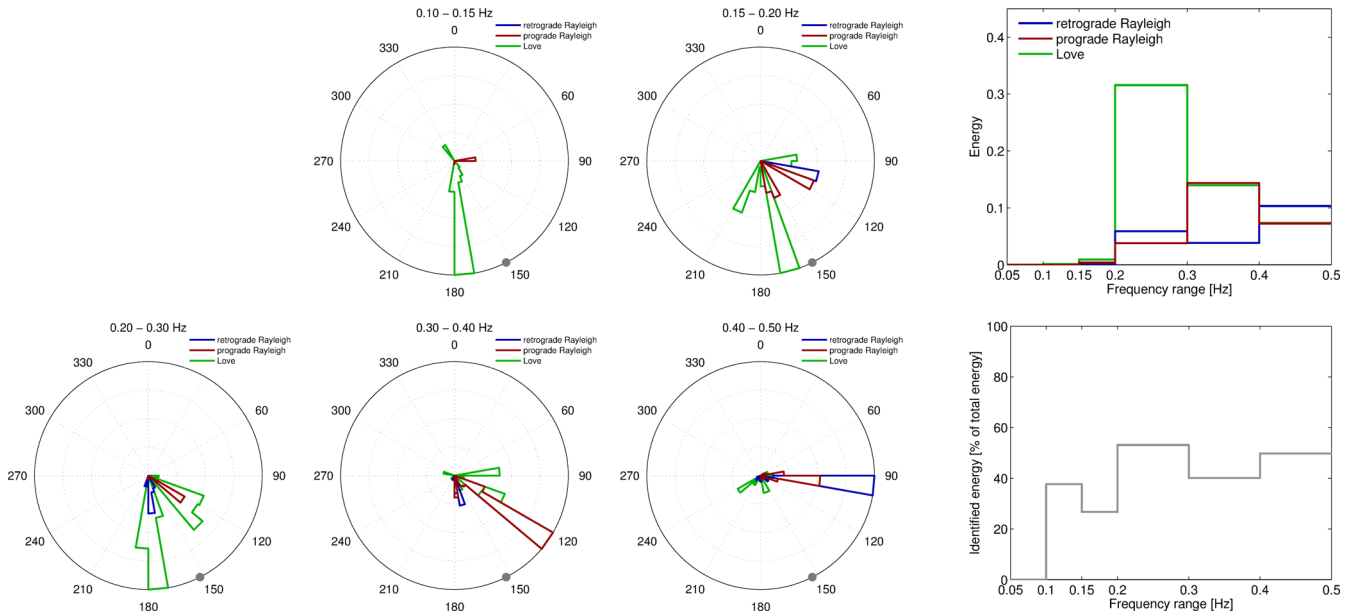 0.10 – 0.15 Hz
retrograde Rayleigh
prograde Rayleigh
Love
0
330
60
300
270
90
240
120
210
150
180
0.15 – 0.20 Hz
retrograde Rayleigh
prograde Rayleigh
Love
0
330
60
300
270
90
240
120
210
150
180
retrograde Rayleigh
prograde Rayleigh
Love
0.4
0.3
0.2
0.1
0
Energy
0.05 0.1 0.15 0.2 0.3 0.4 0.5
Frequency range [Hz]
0.20 – 0.30 Hz
retrograde Rayleigh
prograde Rayleigh
Love
0
330
60
300
270
90
240
120
210
150
180
0.30 – 0.40 Hz
retrograde Rayleigh
prograde Rayleigh
Love
0
330
60
300
270
90
240
120
210
150
180
0.40 – 0.50 Hz
retrograde Rayleigh
prograde Rayleigh
Love
0
330
60
300
270
90
240
120
210
150
180
100
80
60
40
20
0
Identified energy [% of total energy]
0.05 0.1 0.15 0.2 0.3 0.4 0.5
Frequency range [Hz]